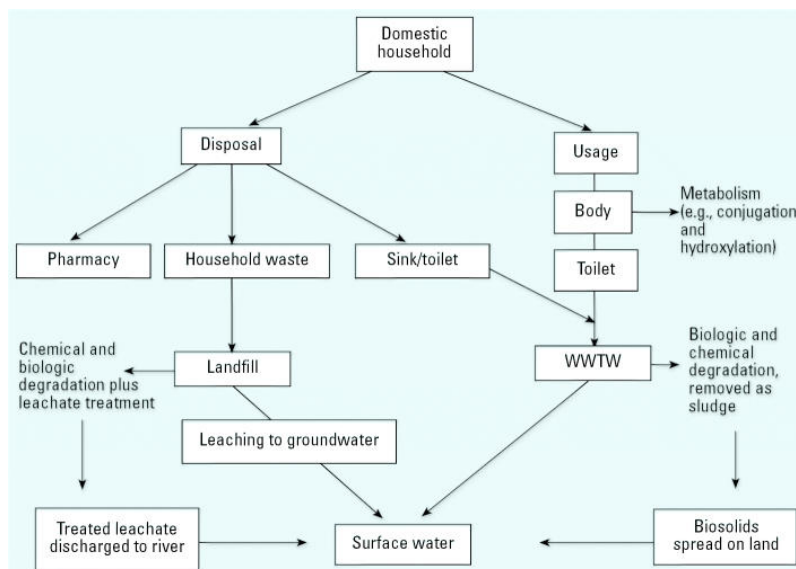 Domestic
household
Disposal
Usage
Body
Metabolism
(e.g., conjugation
and
hydroxylation)
Pharmacy
Household waste
Sink/toilet
Toilet
Chemical and
biologic
degradation plus
leachate treatment
Landfill
WWTW
Biologic and
chemical
degradation,
removed as
sludge
Leaching to groundwater
Treated leachate
discharged to river
Surface water
Biosolids
spread on land